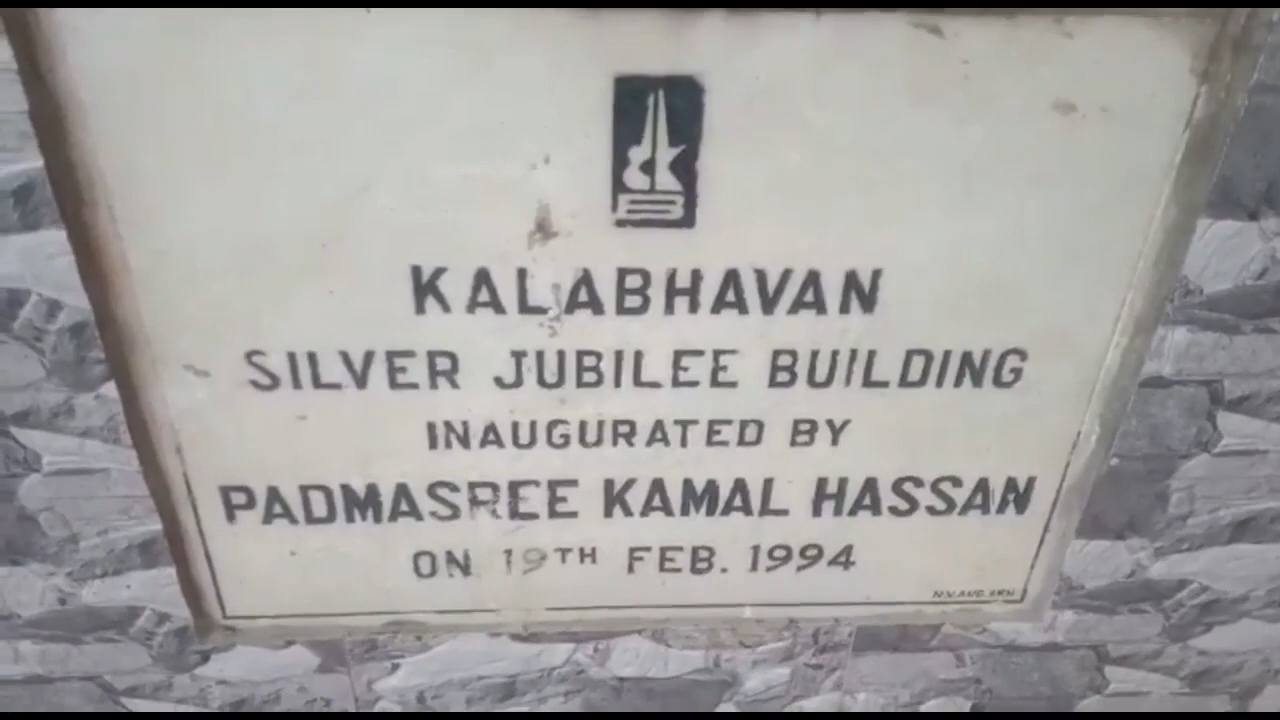 B
KALABHAVAN
SILVER JUBILEE BUILDING
INAUGURATED BY
PADMASREE KAMAL HASSAN
ON 19TH FEB. 1994